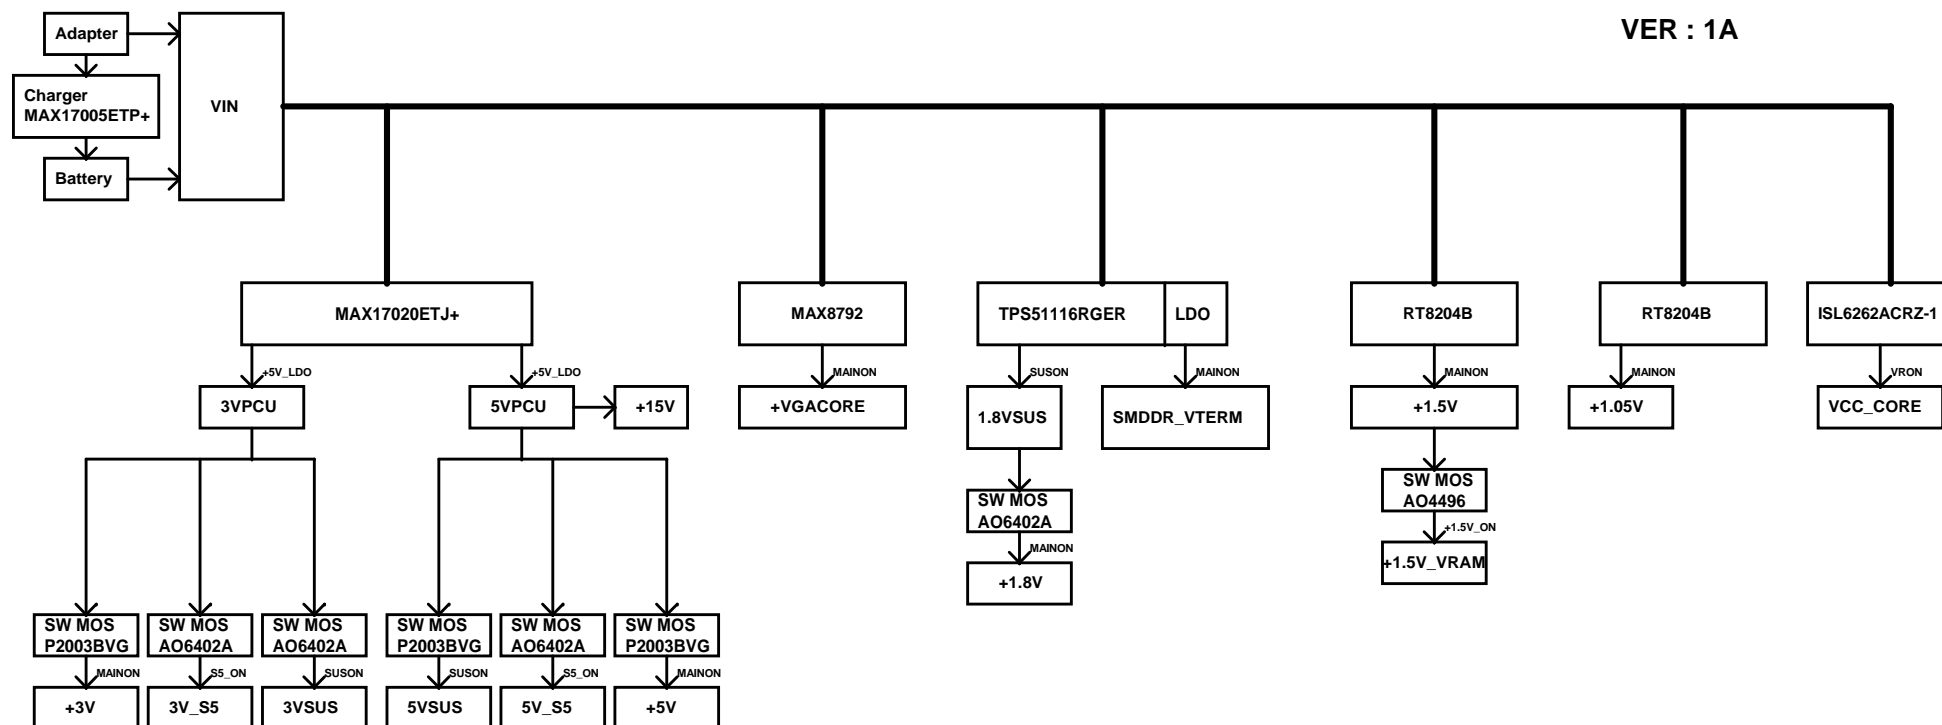 VER : 1A
Adapter
Charger
MAX17005ETP+
Battery
VIN
MAX17020ETJ+
MAX8792
TPS51116RGER
LDO
RT8204B
RT8204B
ISL6262ACRZ-1
+5V_LDO
+5V_LDO
MAINON
SUSON
MAINON
MAINON
MAINON
VRON
3VPCU
5VPCU
+15V
+VGACORE
1.8VSUS
SMDDR_VTERM
+1.5V
+1.05V
VCC_CORE
SW MOS
AO6402A
MAINON
+1.8V
SW MOS
AO4496
+1.5V_ON
+1.5V_VRAM
SW MOS
P2003BVG
SW MOS
AO6402A
SW MOS
AO6402A
SW MOS
P2003BVG
SW MOS
AO6402A
SW MOS
P2003BVG
MAINON
S5_ON
SUSON
SUSON
S5_ON
MAINON
+3V
3V_S5
3VSUS
5VSUS
5V_S5
+5V